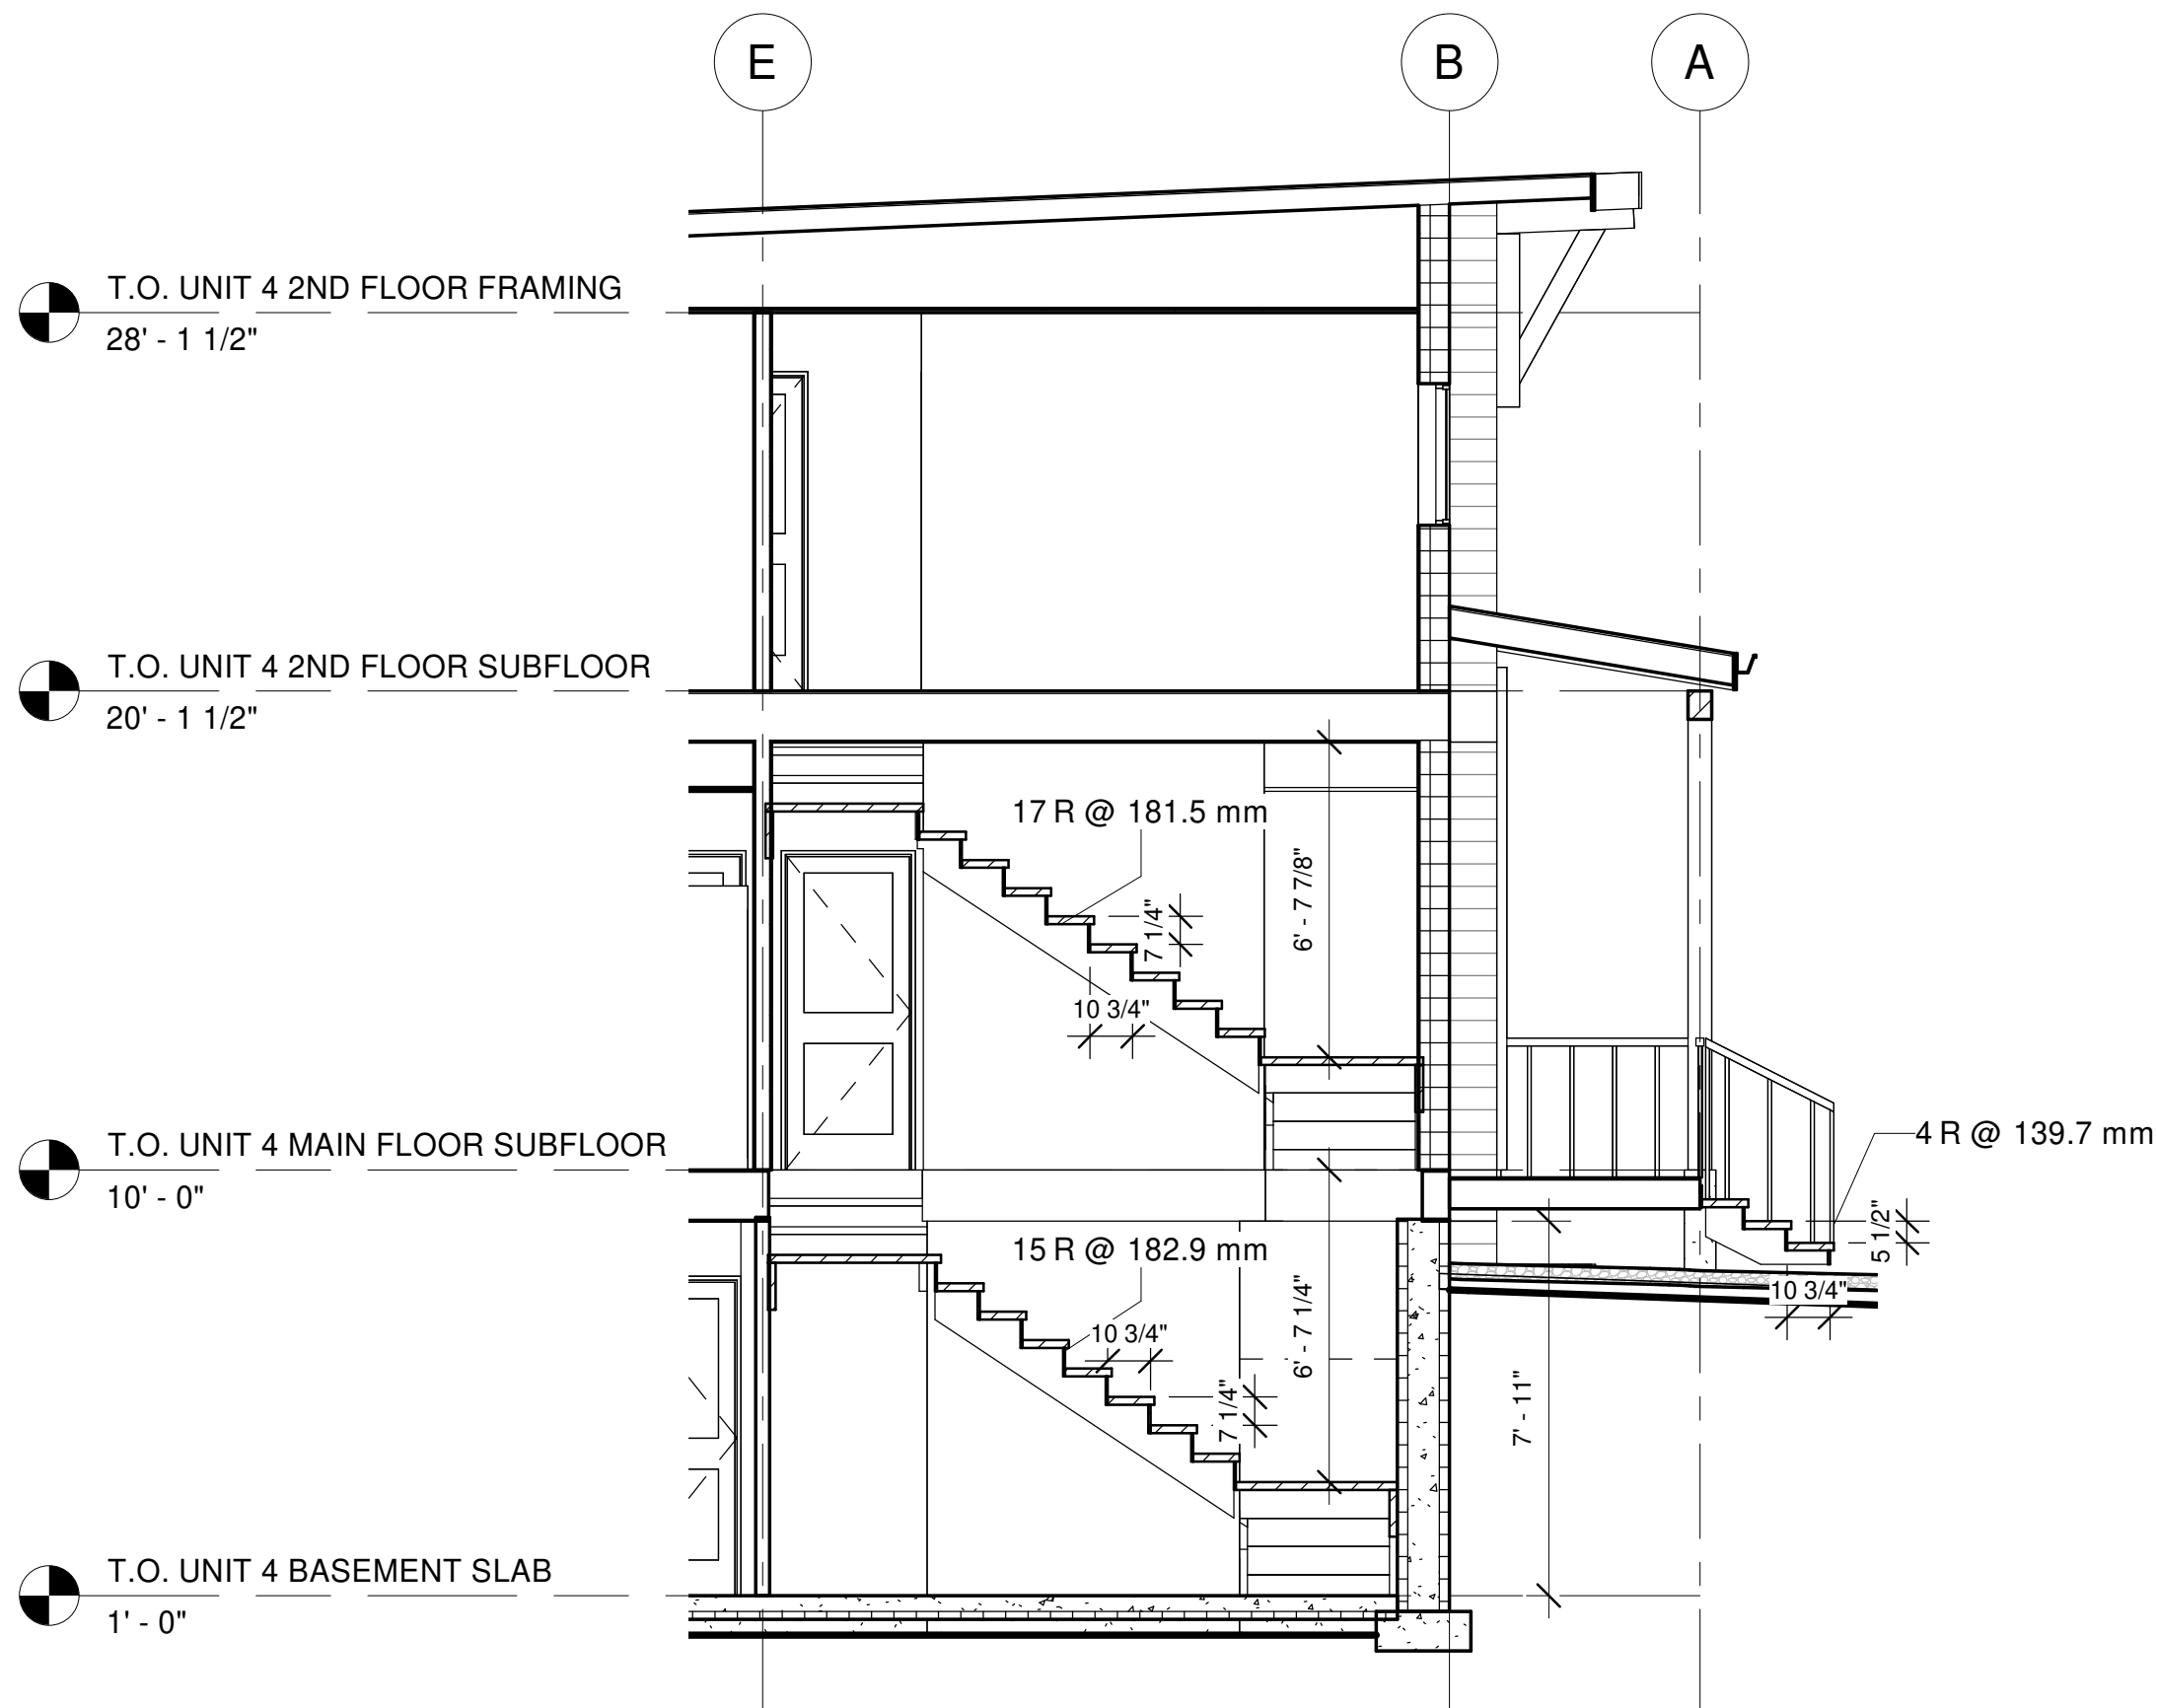 E
B
A
T.O. UNIT 4 2ND FLOOR FRAMING
28' - 1 1/2"
T.O. UNIT 4 2ND FLOOR SUBFLOOR
20' - 1 1/2"
17 R @ 181.5 mm
7 1/4"
6' - 7 7/8"
10 3/4"
T.O. UNIT 4 MAIN FLOOR SUBFLOOR
10' - 0"
4 R @ 139.7 mm
5 1/2"
10 3/4"
15 R @ 182.9 mm
10 3/4"
6' - 7 1/4"
7 1/4"
7' - 11"
T.O. UNIT 4 BASEMENT SLAB
1' - 0"